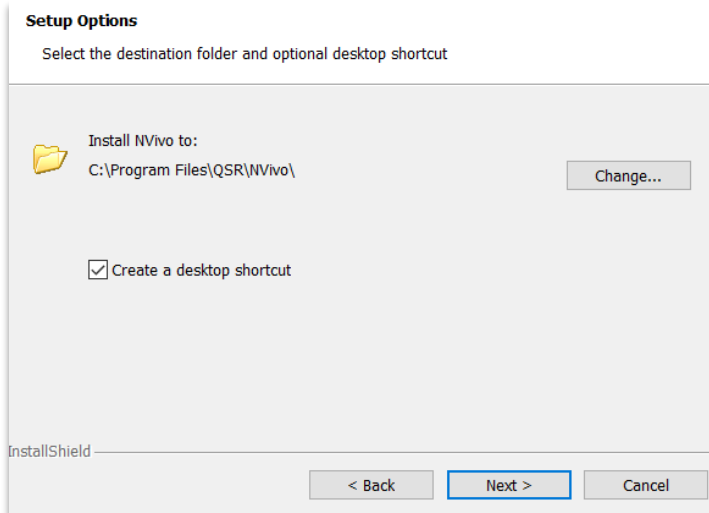 Setup Options
Select the destination folder and optional desktop shortcut
Install NVivo to:
C:\Program Files\QSR\NVivo\
Change...
Create a desktop shortcut
InstallShield
< Back
Next >
Cancel